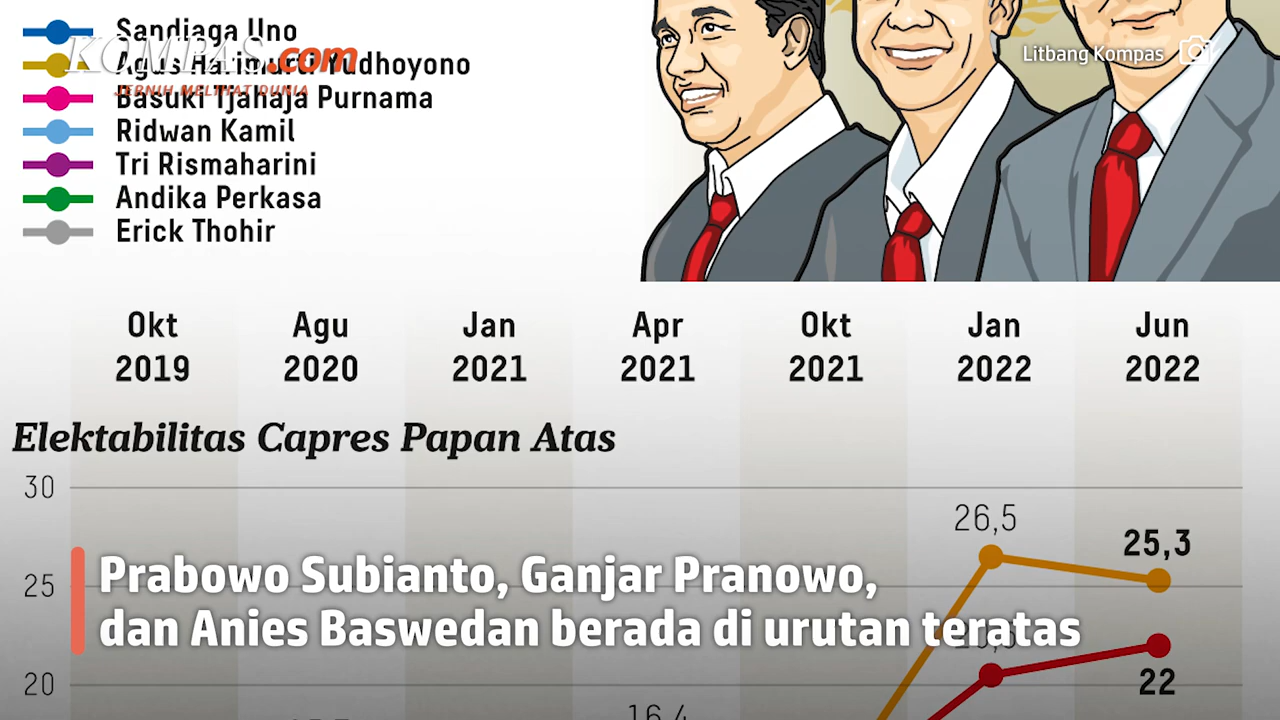 Sandiaga Uno
KOMPAS.com
Agus Harimurti Yudhoyono
JERNIH MELIHAT DUNIA
Basuki Tjahaja Purnama
Ridwan Kamil
Tri Rismaharini
Andika Perkasa
Erick Thohir
Litbang Kompas
Okt 2019
Agu 2020
Jan 2021
Apr 2021
Okt 2021
Jan 2022
Jun 2022
Elektabilitas Capres Papan Atas
30
26,5
25,3
25
Prabowo Subianto, Ganjar Pranowo,
dan Anies Baswedan berada di urutan teratas
20
22
16,4